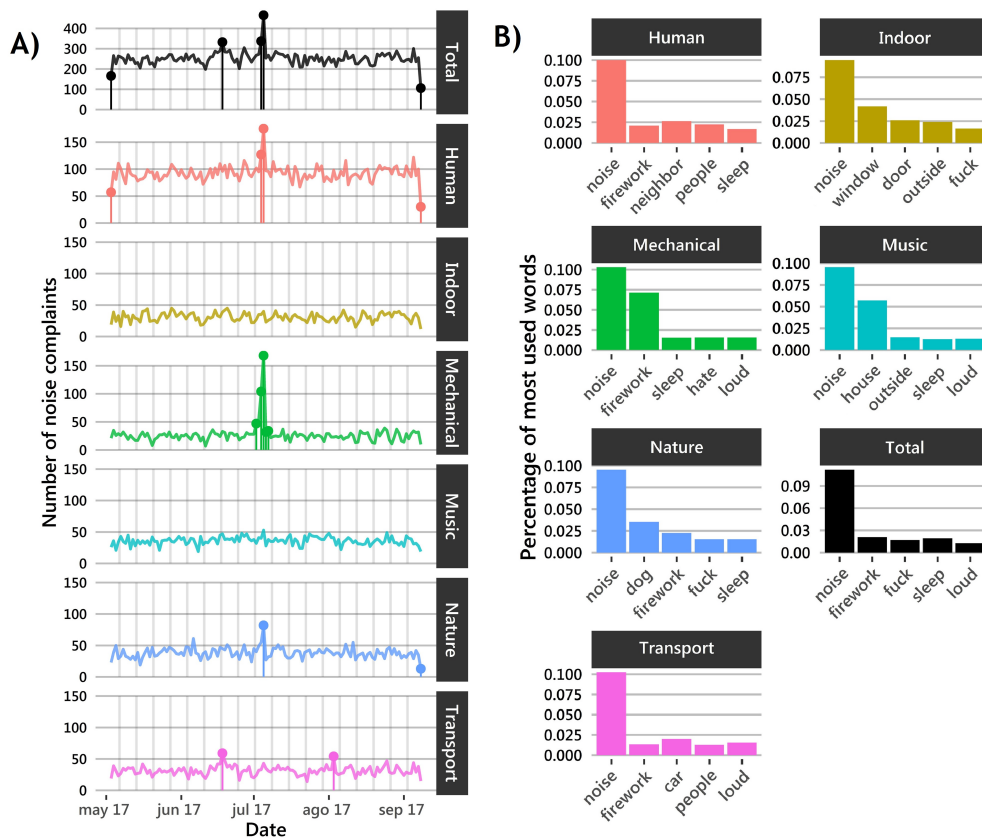 A)
Number of noise complaints
400
300
200
100
0
Total
150
100
50
0
Human
150
100
50
0
Indoor
150
100
50
0
Mechanical
150
100
50
0
Music
150
100
50
0
Nature
150
100
50
0
Transport
may 17 jun 17 jul 17 ago 17 sep 17
Date
B)
Percentage of most used words
Human
0.100
0.075
0.050
0.025
0.000
noise firework neighbor people sleep
Indoor
0.075
0.050
0.025
0.000
noise window door outside fuck
Mechanical
0.100
0.075
0.050
0.025
0.000
noise firework sleep hate loud
Music
0.100
0.075
0.050
0.025
0.000
noise house outside sleep loud
Nature
0.100
0.075
0.050
0.025
0.000
noise dog firework fuck sleep
Total
0.09
0.06
0.03
0.00
noise firework fuck sleep loud
Transport
0.100
0.075
0.050
0.025
0.000
noise firework car people loud